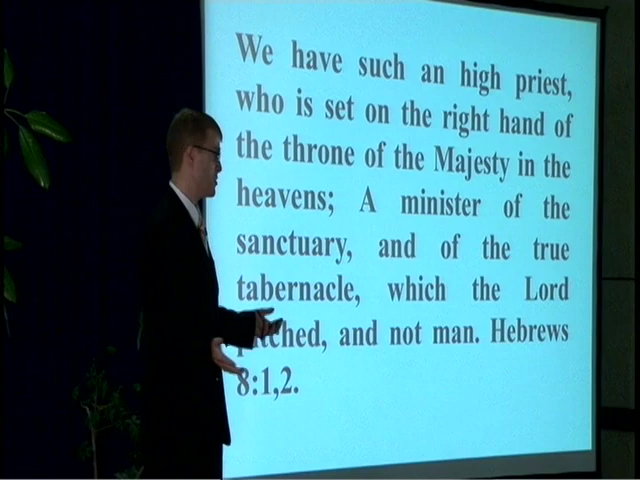 We have such an high priest,
who is set on the right hand of
the throne of the Majesty in the
heavens; A minister of the
sanctuary, and of the true
tabernacle, which the Lord
pitched, and not man. Hebrews
8:1,2.